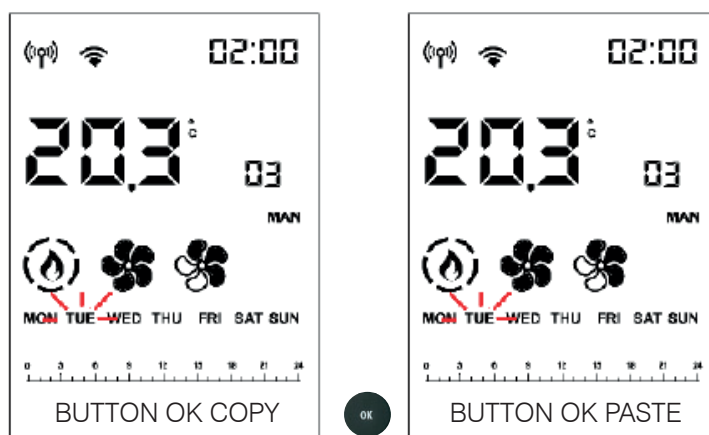 02:00
20.3 °C
03
MAN
MON TUE WED THU FRI SAT SUN
0 3 6 9 12 15 18 21 24
BUTTON OK COPY
OK
02:00
20.3 °C
03
MAN
MON TUE WED THU FRI SAT SUN
0 3 6 9 12 15 18 21 24
BUTTON OK PASTE